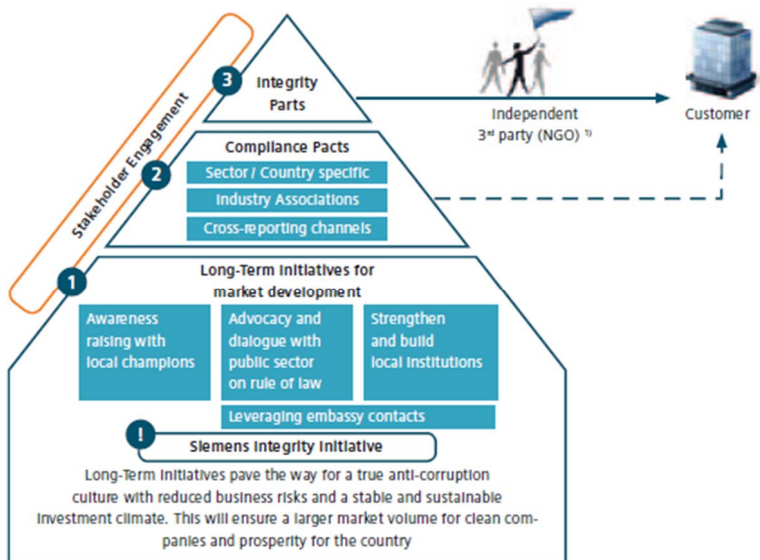 Stakeholder Engagement
3
Integrity
Parts
Independent
3rd party (NGO) 1)
Customer
2
Compliance Pacts
Sector / Country specific
Industry Associations
Cross-reporting channels
1
Long-Term Initiatives for
market development
Awareness
raising with
local champions
Advocacy and
dialogue with
public sector
on rule of law
Strengthen
and build
local institutions
Leveraging embassy contacts
!
Siemens Integrity Initiative
Long-Term Initiatives pave the way for a true anti-corruption
culture with reduced business risks and a stable and sustainable
investment climate. This will ensure a larger market volume for clean com-
panies and prosperity for the country